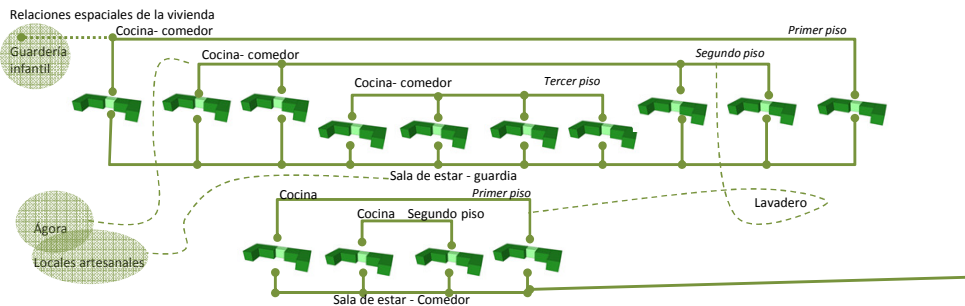 Relaciones espaciales de la vivienda
Cocina- comedor
Primer piso
Guardería
infantil
Cocina- comedor
Segundo piso
Cocina- comedor
Tercer piso
Sala de estar - guardia
Cocina
Primer piso
Lavadero
Cocina
Segundo piso
Ágora
Locales artesanales
Sala de estar - Comedor